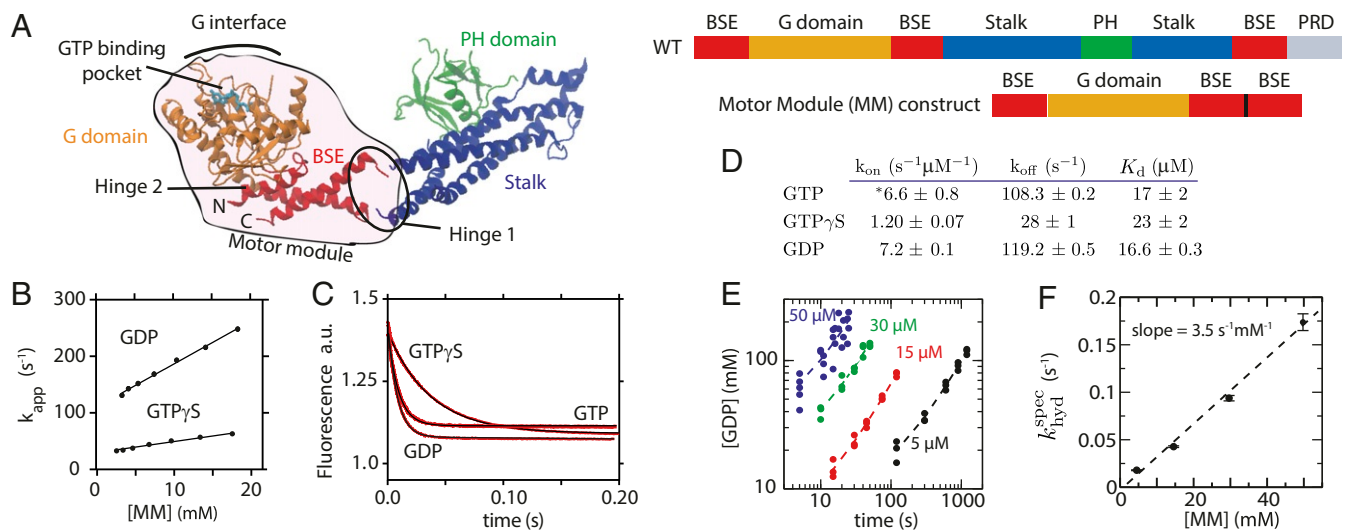 A
G interface
GTP binding
pocket
PH domain
G domain
BSE
Stalk
Hinge 2
N
C
Hinge 1
Motor module
BSE G domain BSE Stalk PH Stalk BSE PRD
WT
BSE G domain BSE BSE
Motor Module (MM) construct
D
kon (s−1μM−1) koff (s−1) Kd (μM)
GTP *6.6 ± 0.8 108.3 ± 0.2 17 ± 2
GTPγS 1.20 ± 0.07 28 ± 1 23 ± 2
GDP 7.2 ± 0.1 119.2 ± 0.5 16.6 ± 0.3
B
300
250
200
150
100
50
0
kapp (s-1)
GDP
GTPγS
0 10 20
[MM] (mM)
C
1.5
1.25
1.0
Fluorescence a.u.
GTPγS
GTP
GDP
0.0 0.10 0.20
time (s)
E
100
10
[GDP] (mM)
50 μM
30 μM
15 μM
5 μM
10 100 1000
time (s)
F
0.2
0.15
0.1
0.05
0
k hyd spec (s-1)
slope = 3.5 s-1mM-1
0 20 40
[MM] (mM)